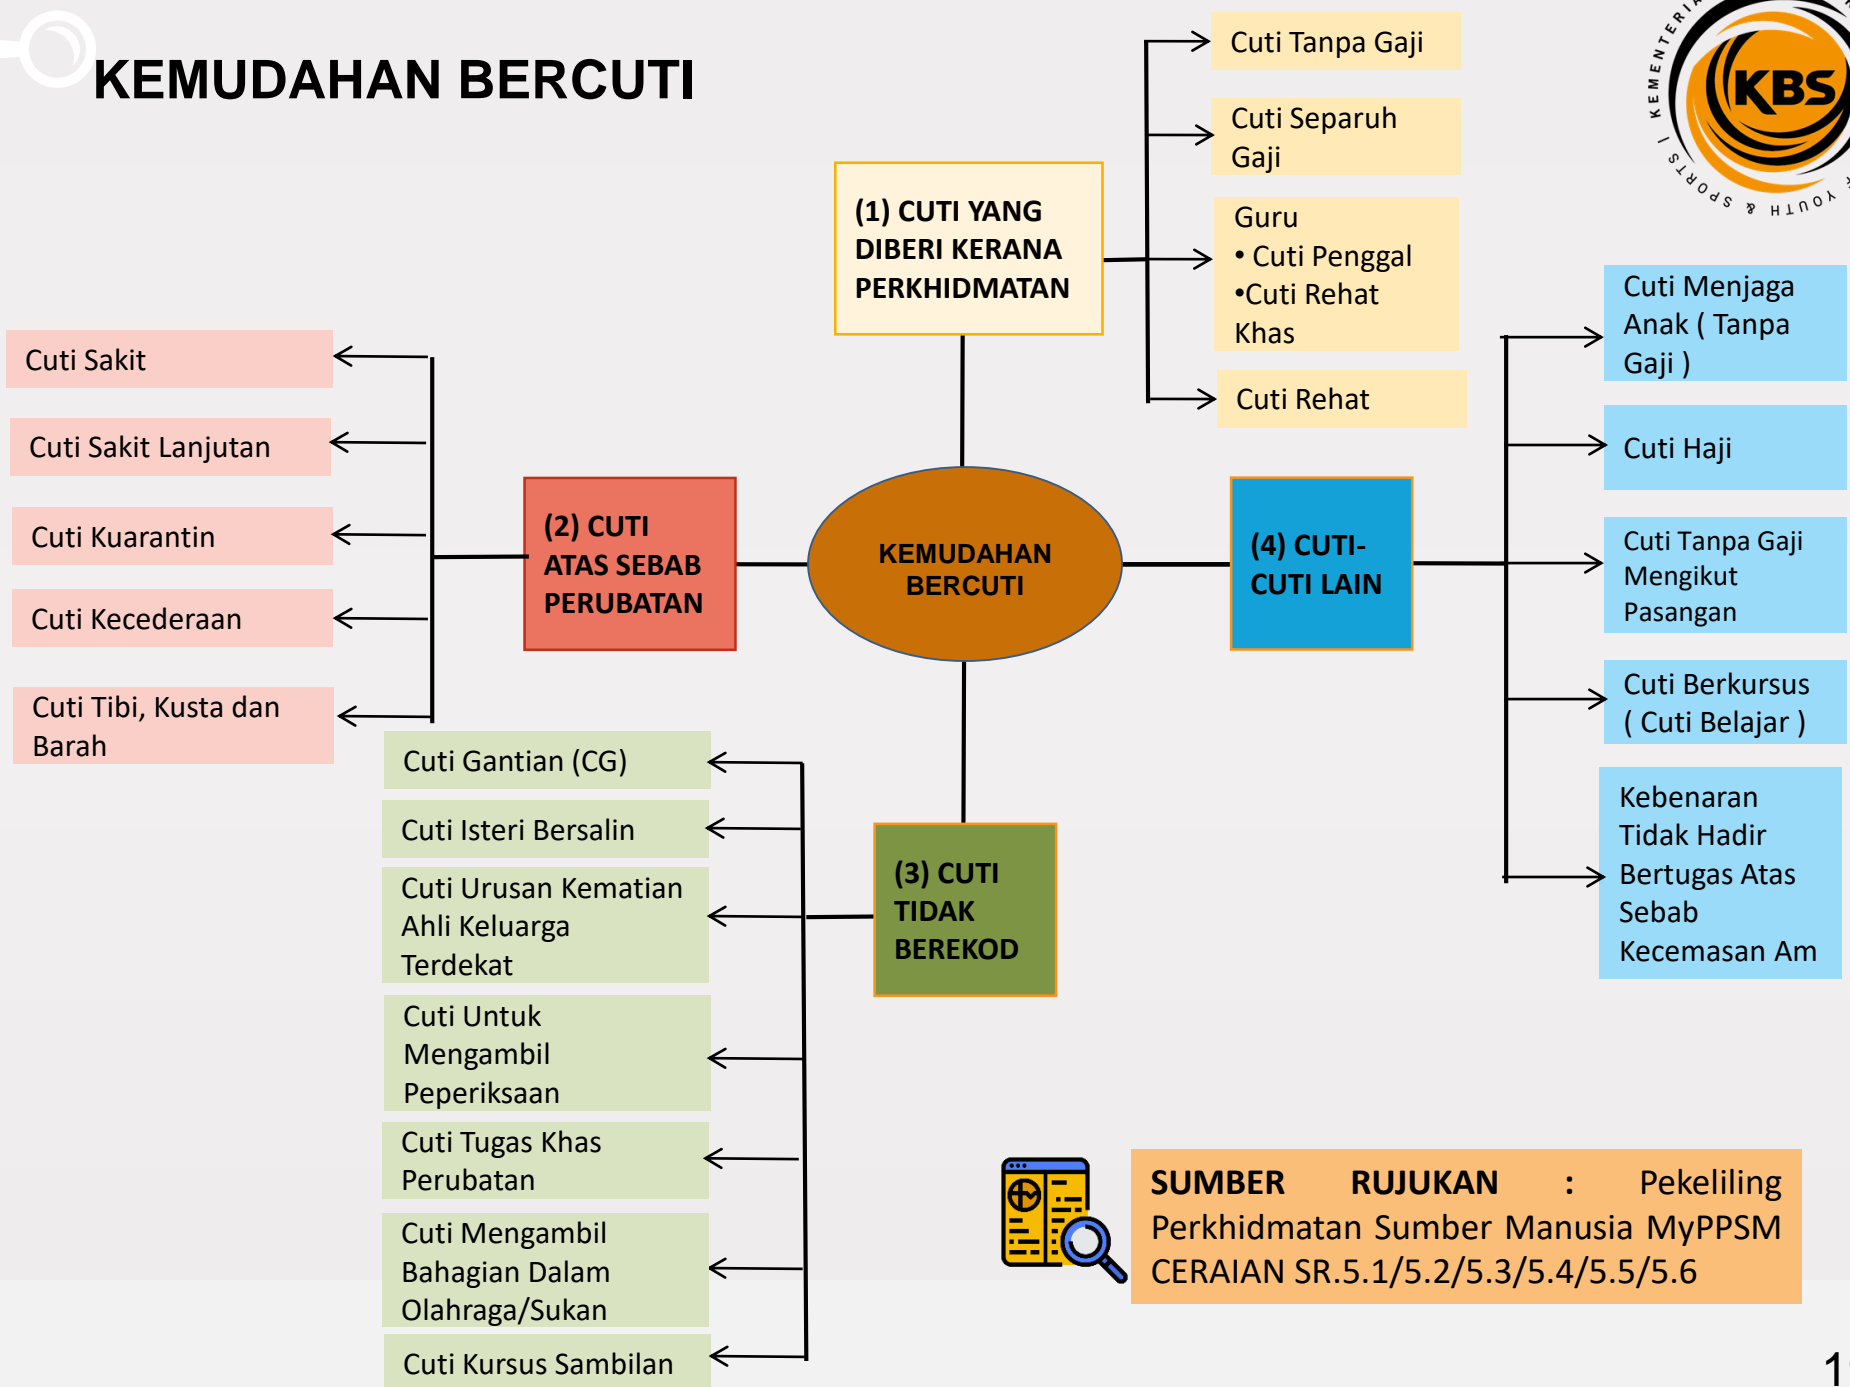 KEMUDAHAN BERCUTI
KBS
YOUTH & SPORTS |
(1) CUTI YANG
DIBERI KERANA
PERKHIDMATAN
Cuti Tanpa Gaji
Cuti Separuh
Gaji
Guru
• Cuti Penggal
•Cuti Rehat
Khas
Cuti Rehat
(2) CUTI
ATAS SEBAB
PERUBATAN
Cuti Sakit
Cuti Sakit Lanjutan
Cuti Kuarantin
Cuti Kecederaan
Cuti Tibi, Kusta dan
Barah
KEMUDAHAN
BERCUTI
(4) CUTI-
CUTI LAIN
Cuti Menjaga
Anak ( Tanpa
Gaji )
Cuti Haji
Cuti Tanpa Gaji
Mengikut
Pasangan
Cuti Berkursus
( Cuti Belajar )
Kebenaran
Tidak Hadir
Bertugas Atas
Sebab
Kecemasan Am
(3) CUTI
TIDAK
BEREKOD
Cuti Gantian (CG)
Cuti Isteri Bersalin
Cuti Urusan Kematian
Ahli Keluarga
Terdekat
Cuti Untuk
Mengambil
Peperiksaan
Cuti Tugas Khas
Perubatan
Cuti Mengambil
Bahagian Dalam
Olahraga/Sukan
Cuti Kursus Sambilan
SUMBER RUJUKAN : Pekeliling
Perkhidmatan Sumber Manusia MyPPSM
CERAIAN SR.5.1/5.2/5.3/5.4/5.5/5.6